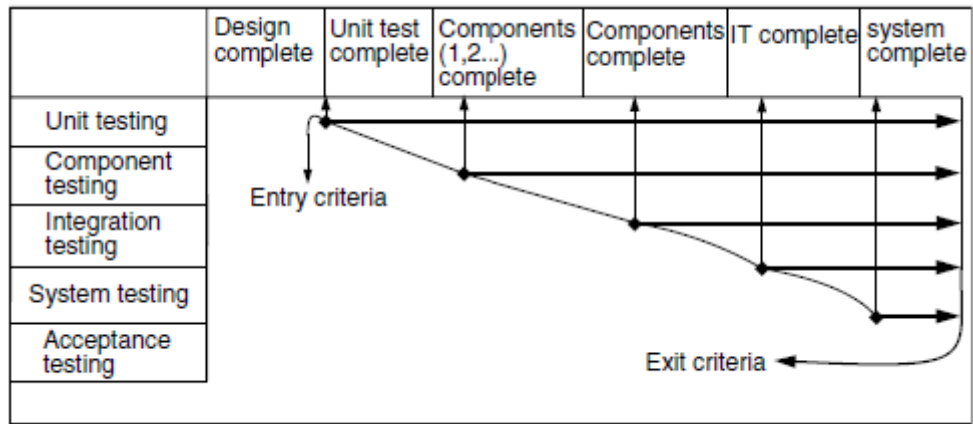 Design
complete
Unit test
complete
Components
(1,2...)
complete
Components
complete
IT complete
system
complete
Unit testing
Component
testing
Entry criteria
Integration
testing
System testing
Acceptance
testing
Exit criteria